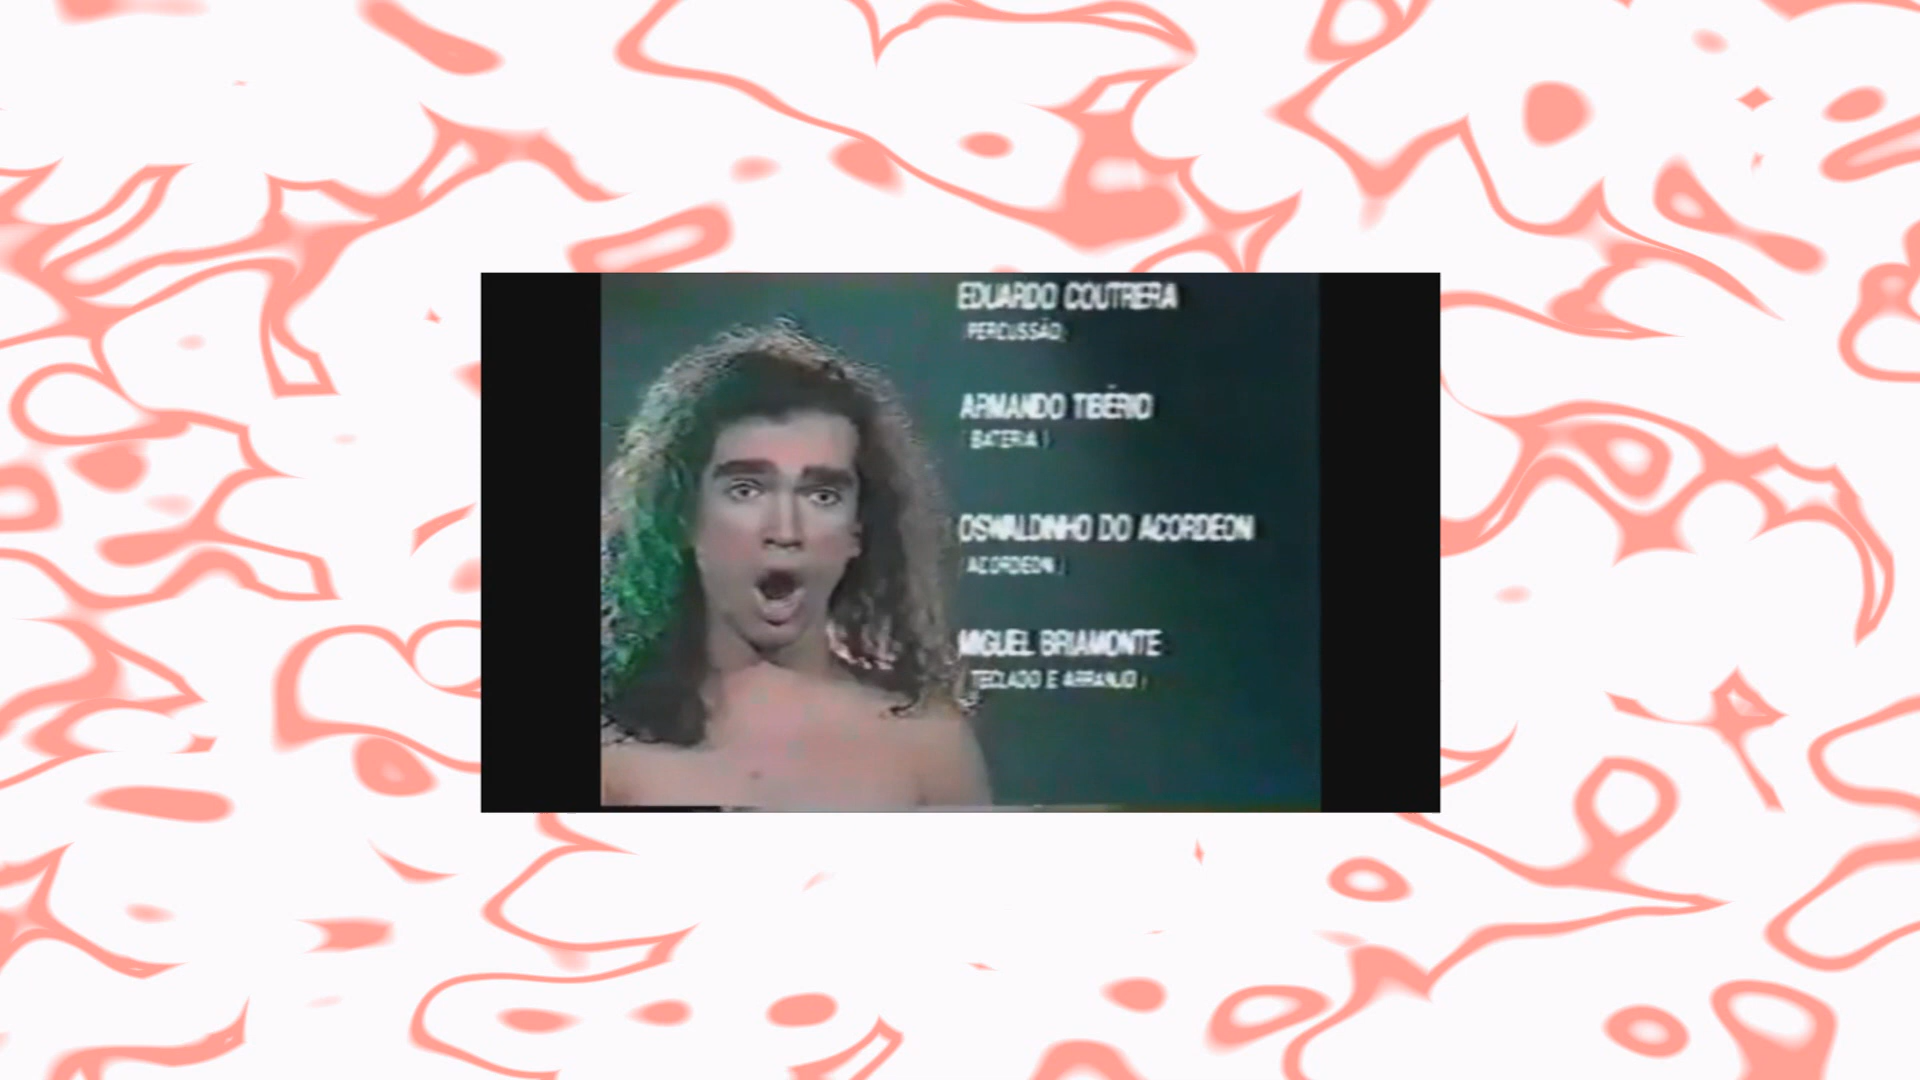 EDUARDO COUTRERA
(PERCUSSÃO)
ARMANDO TIBÉRIO
(BATERIA)
OSWALDINHO DO ACORDEON
(ACORDEON)
MIGUEL BRIAMONTE
(TECLADO E ARRANJO)